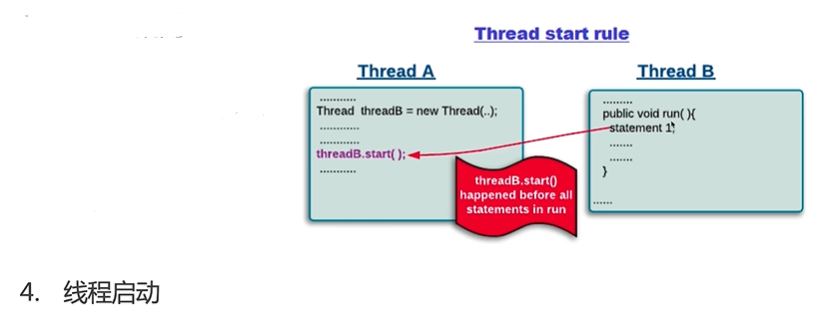 Thread start rule
Thread A
............
Thread threadB = new Thread(..);
.............
.............
threadB.start( );
............
Thread B
..........
public void run( ){
statement 1;
.......
.......
}
......
threadB.start()
happened before all
statements in run
4. 线程启动